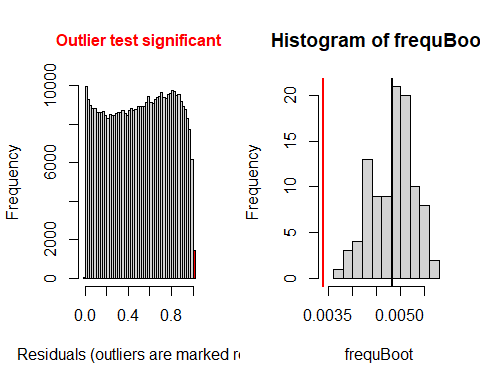 Outlier test significant
Frequency
0
2000
6000
10000
0.0
0.4
0.8
Residuals (outliers are marked re
Histogram of frequBoo
Frequency
0
5
10
15
20
0.0035
0.0050
frequBoot